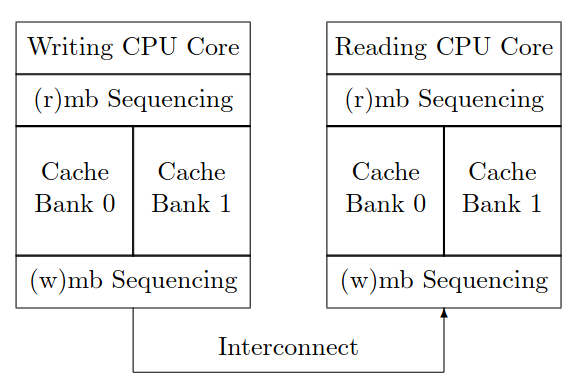 Writing CPU Core
(r)mb Sequencing
Cache
Bank 0
Cache
Bank 1
(w)mb Sequencing
Reading CPU Core
(r)mb Sequencing
Cache
Bank 0
Cache
Bank 1
(w)mb Sequencing
Interconnect